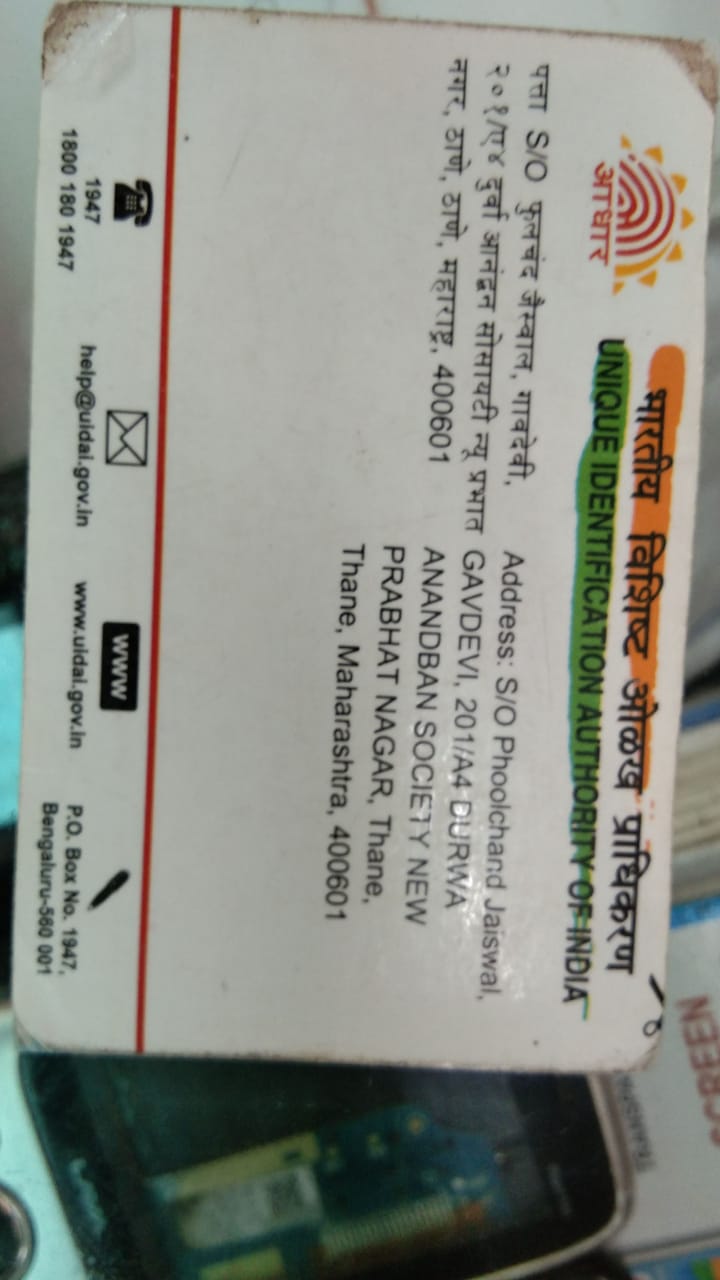 आधार
भारतीय विशिष्ट ओळख प्राधिकरण
UNIQUE IDENTIFICATION AUTHORITY OF INDIA
पत्ता S/O फुलचंद जैस्वाल, गावदेवी,
२०१/ए४ दुर्वा आनंद्वन सोसायटी न्यू प्रभात
नगर, ठाणे, ठाणे, महाराष्ट्र, 400601
Address: S/O Phoolchand Jaiswal,
GAVDEVI, 201/A4 DURWA
ANANDBAN SOCIETY NEW
PRABHAT NAGAR, Thane,
Thane, Maharashtra, 400601
1947
1800 180 1947
help@uidai.gov.in
www
www.uidai.gov.in
P.O. Box No. 1947,
Bengaluru-560 001